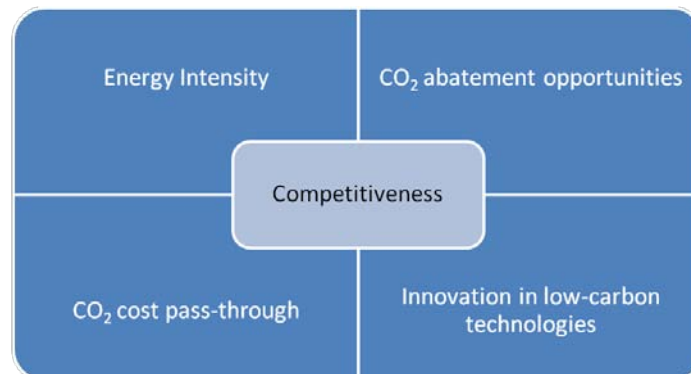 Energy Intensity
CO₂ abatement opportunities
Competitiveness
CO₂ cost pass-through
Innovation in low-carbon
technologies